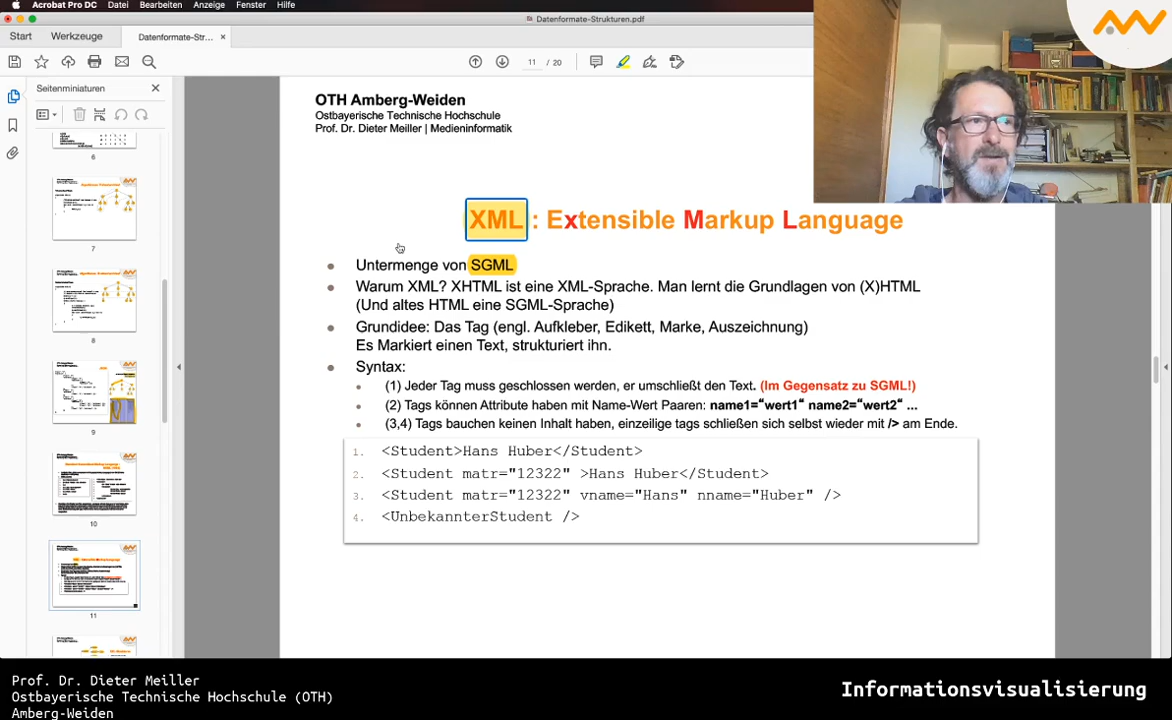 Acrobat Pro DC Datei Bearbeiten Anzeige Fenster Hilfe
Datenformate-Strukturen.pdf
Start Werkzeuge Datenformate-Str... ×
11 / 20
Seitenminiaturen
6
7
8
9
10
11
OTH Amberg-Weiden
Ostbayerische Technische Hochschule
Prof. Dr. Dieter Meiller | Medieninformatik
XML : Extensible Markup Language
Untermenge von SGML
Warum XML? XHTML ist eine XML-Sprache. Man lernt die Grundlagen von (X)HTML
(Und altes HTML eine SGML-Sprache)
Grundidee: Das Tag (engl. Aufkleber, Edikett, Marke, Auszeichnung)
Es Markiert einen Text, strukturiert ihn.
Syntax:
(1) Jeder Tag muss geschlossen werden, er umschließt den Text. (Im Gegensatz zu SGML!)
(2) Tags können Attribute haben mit Name-Wert Paaren: name1=“wert1“ name2=“wert2“ ...
(3,4) Tags bauchen keinen Inhalt haben, einzeilige tags schließen sich selbst wieder mit /> am Ende.
1. <Student>Hans Huber</Student>
2. <Student matr="12322" >Hans Huber</Student>
3. <Student matr="12322" vname="Hans" nname="Huber" />
4. <UnbekannterStudent />
Prof. Dr. Dieter Meiller
Ostbayerische Technische Hochschule (OTH)
Amberg-Weiden
Informationsvisualisierung